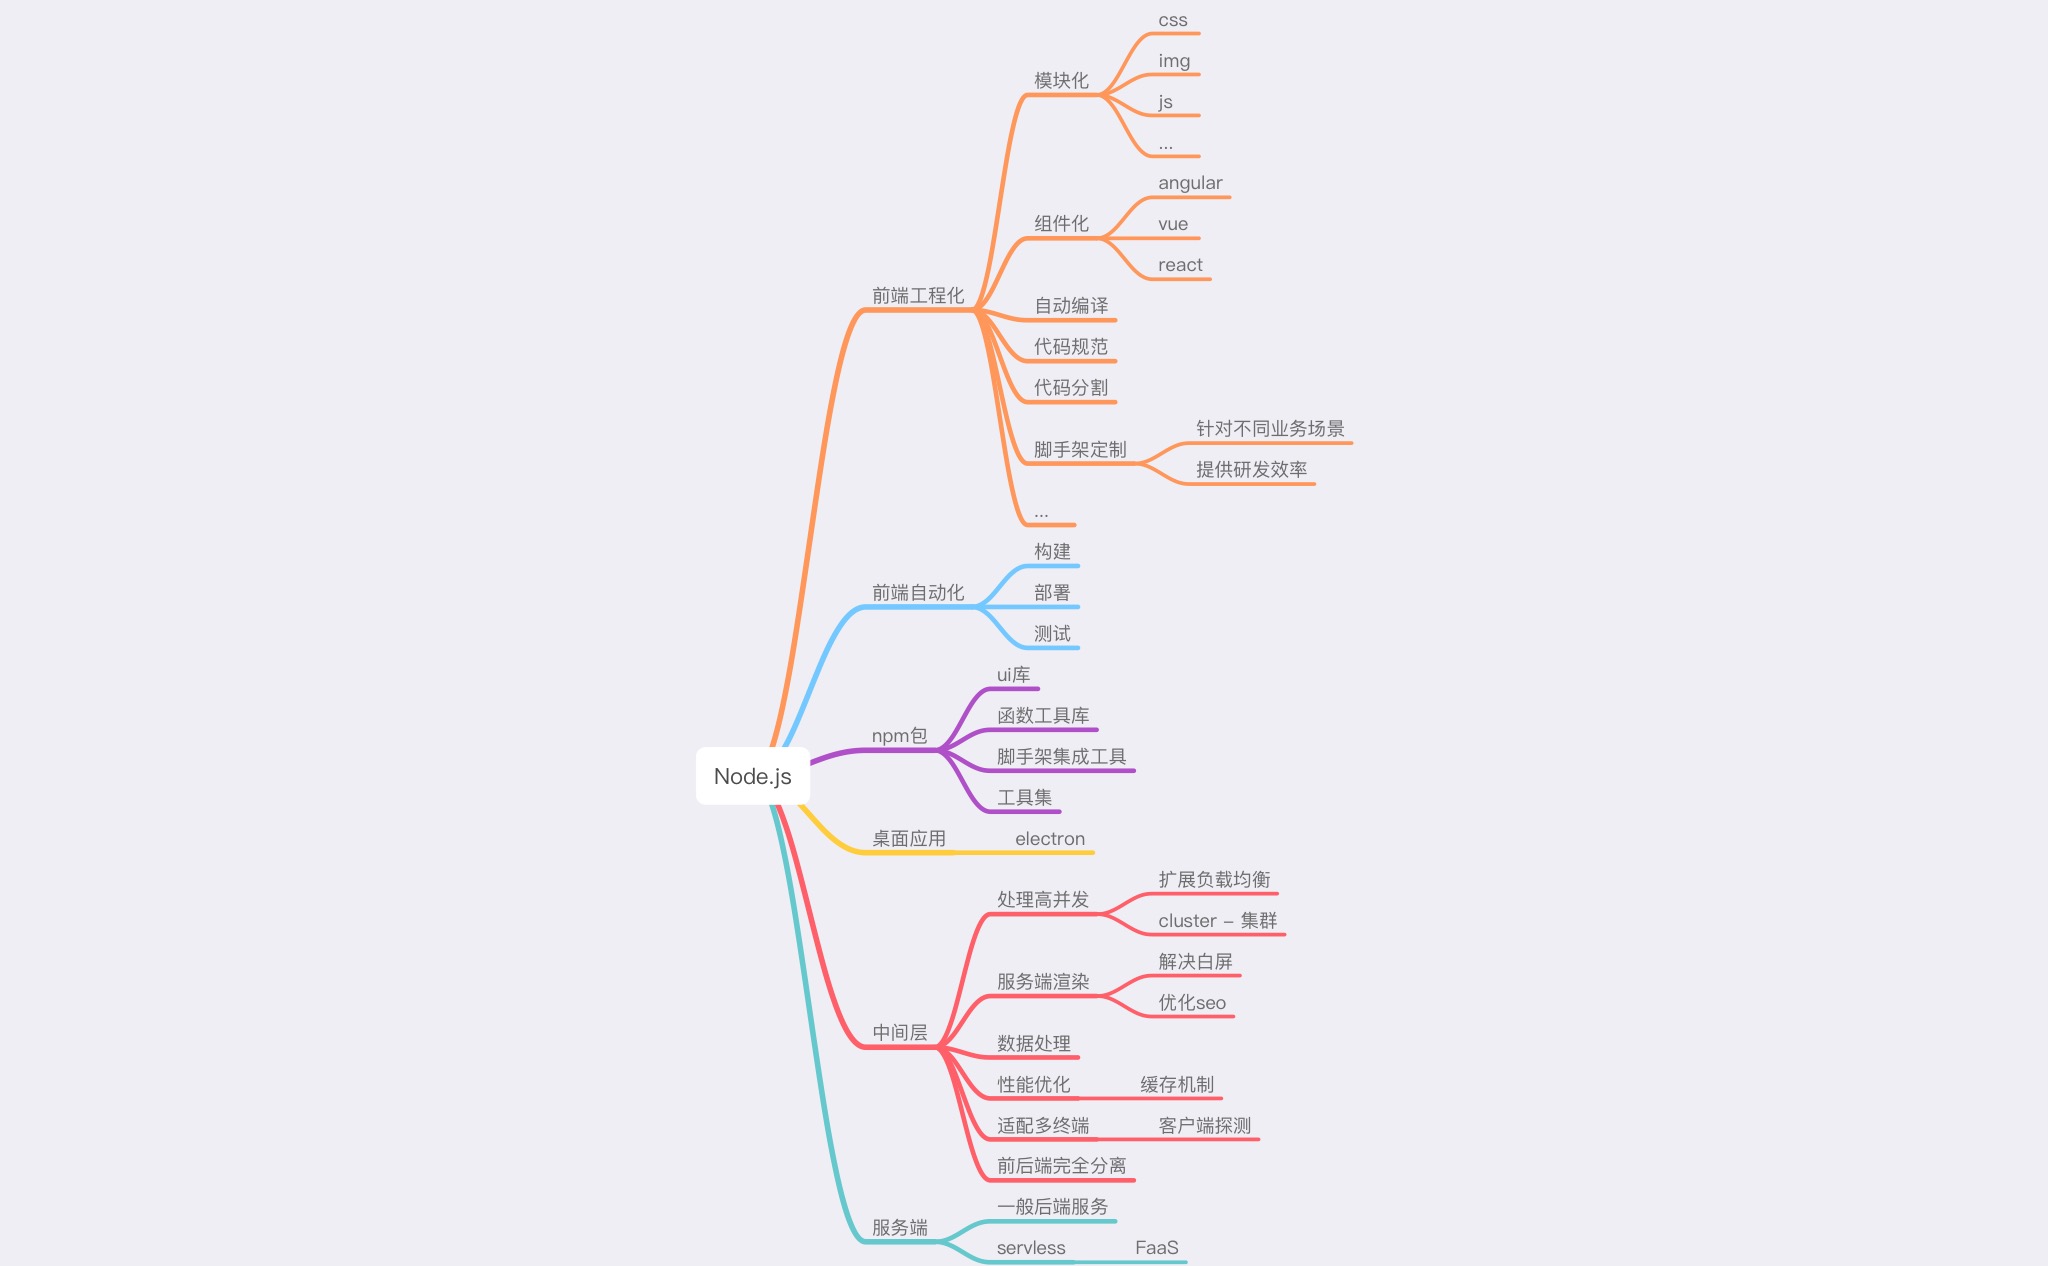 css
img
模块化
js
...
angular
组件化
vue
react
前端工程化
自动编译
代码规范
代码分割
针对不同业务场景
脚手架定制
提供研发效率
...
构建
前端自动化
部署
测试
ui库
函数工具库
npm包
脚手架集成工具
Node.js
工具集
桌面应用
electron
扩展负载均衡
处理高并发
cluster - 集群
解决白屏
服务端渲染
优化seo
中间层
数据处理
性能优化
缓存机制
适配多终端
客户端探测
前后端完全分离
一般后端服务
服务端
servless
FaaS